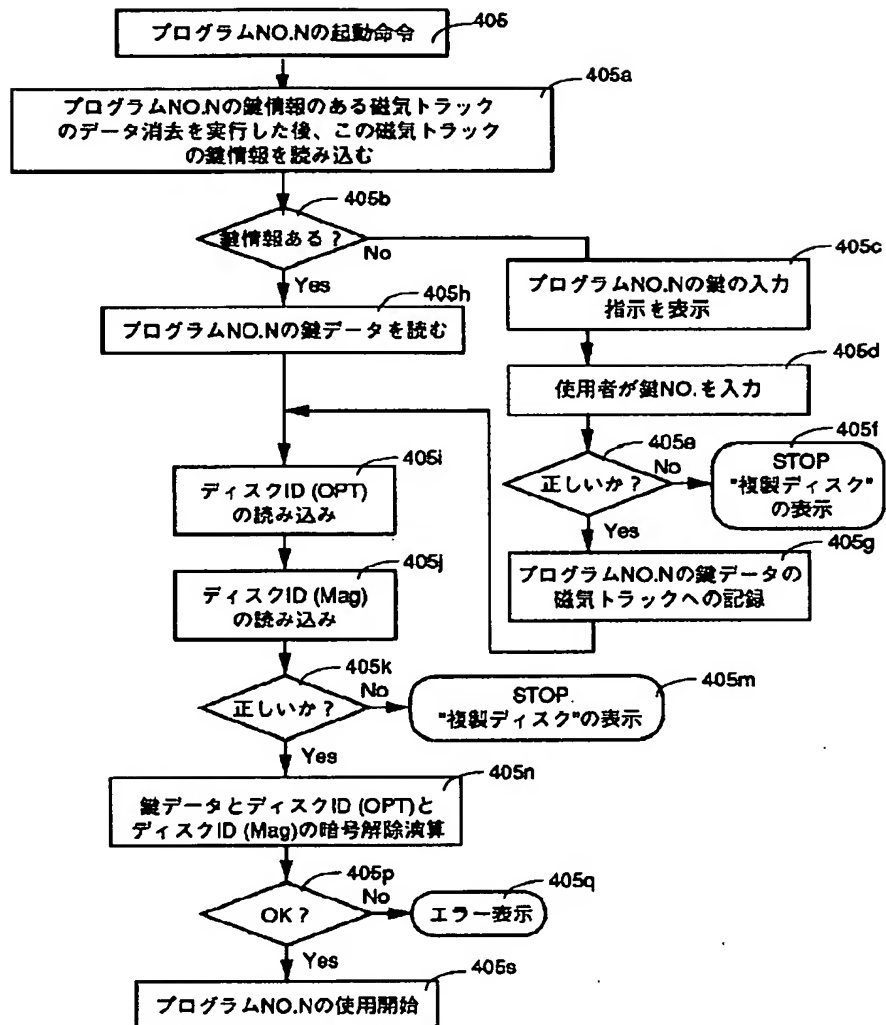 プログラムNO.Nの起動命令
405
405a
プログラムNO.Nの鍵情報のある磁気トラック
のデータ消去を実行した後、この磁気トラック
の鍵情報を読み込む
405b
鍵情報ある?
No
Yes
405c
プログラムNO.Nの鍵の入力
指示を表示
405h
プログラムNO.Nの鍵データを読む
405d
使用者が鍵NO.を入力
405e
正しいか?
No
Yes
405f
STOP
"複製ディスク"
の表示
405g
プログラムNO.Nの鍵データの
磁気トラックへの記録
405i
ディスクID (OPT)
の読み込み
405j
ディスクID (Mag)
の読み込み
405k
正しいか?
No
Yes
405m
STOP.
"複製ディスク"の表示
405n
鍵データとディスクID (OPT)と
ディスクID (Mag)の暗号解除演算
405p
OK?
No
Yes
405q
エラー表示
405s
プログラムNO.Nの使用開始